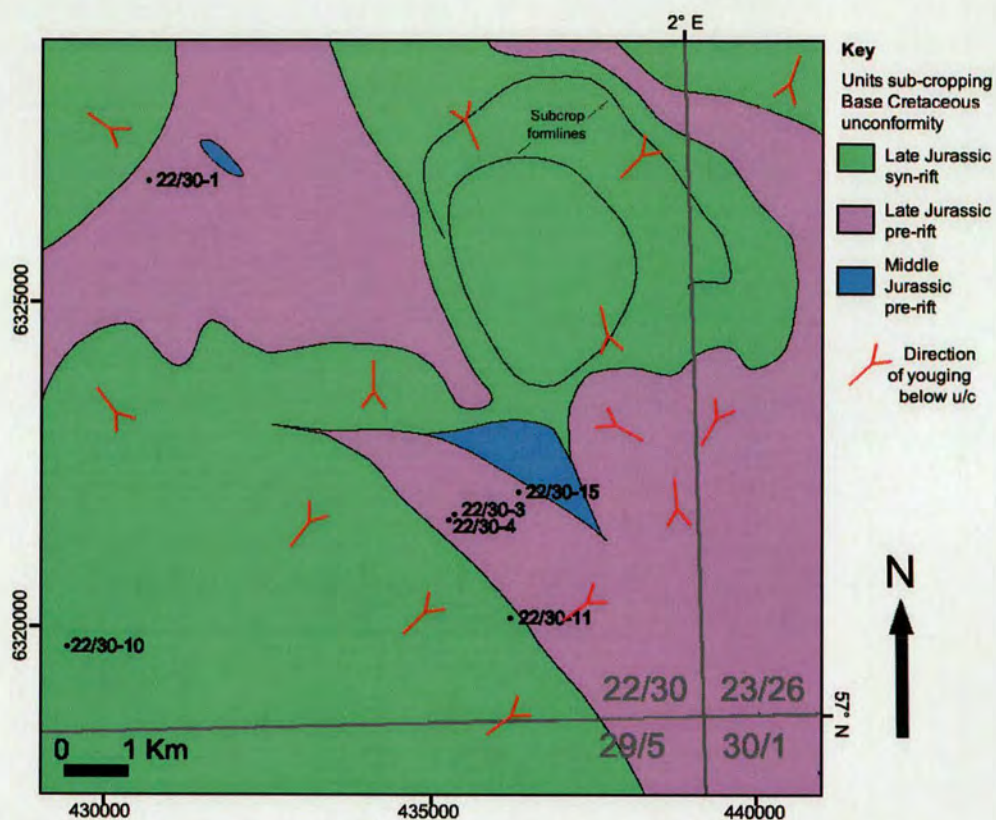 2° E
Key
Units sub-cropping
Base Cretaceous
unconformity
Late Jurassic
syn-rift
Late Jurassic
pre-rift
Middle
Jurassic
pre-rift
Direction
of youging
below u/c
Subcrop
formlines
22/30-1
22/30-15
22/30-3
22/30-4
22/30-11
22/30-10
22/30
23/26
29/5
30/1
57° N
N
0 1 Km
6325000
6320000
430000
435000
440000